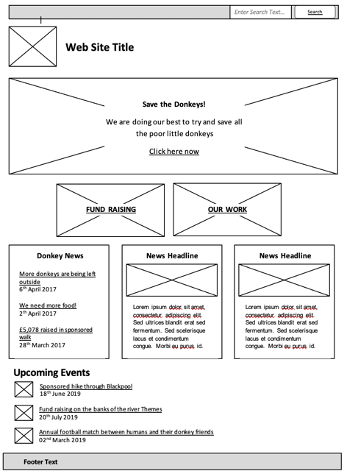 Enter Search Text... Search
Web Site Title
Save the Donkeys!
We are doing our best to try and save all
the poor little donkeys
Click here now
FUND RAISING OUR WORK
Donkey News
More donkeys are being left
outside
6th April 2017
We need more food!
2nd April 2017
£5,078 raised in sponsored
walk
28th March 2017
News Headline
Lorem ipsum dolor sit amet,
consectetur adipiscing elit.
Sed ultrices blandit erat sed
fermentum. Sed scelerisque
lacus et condimentum
congue. Morbi eu purus id.
News Headline
Lorem ipsum dolor sit amet,
consectetur adipiscing elit.
Sed ultrices blandit erat sed
fermentum. Sed scelerisque
lacus et condimentum
congue. Morbi eu purus id.
Upcoming Events
Sponsored hike through Blackpool
18th June 2019
Fund raising on the banks of the river Themes
20th July 2019
Annual football match between humans and their donkey friends
02nd March 2019
Footer Text